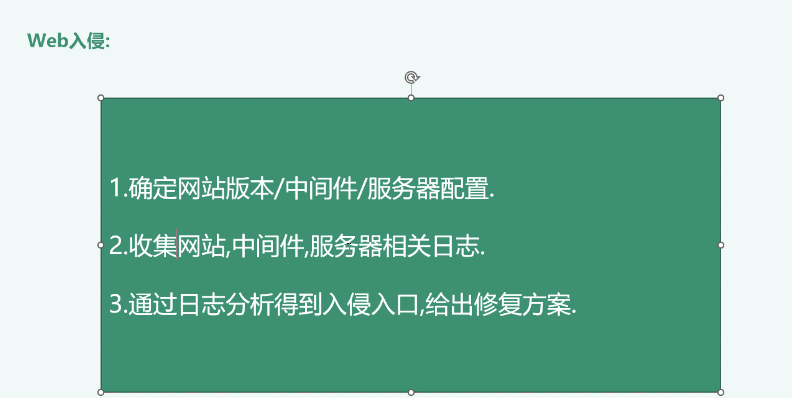 Web入侵:
1.确定网站版本/中间件/服务器配置.
2.收集网站,中间件,服务器相关日志.
3.通过日志分析得到入侵入口,给出修复方案.